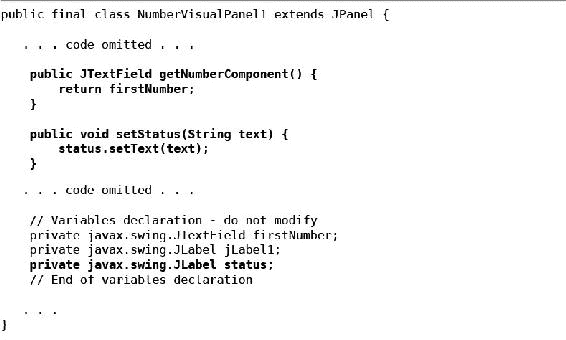 public final class NumberVisualPanel1 extends JPanel {
. . . code omitted . . .
public JTextField getNumberComponent() {
return firstNumber;
}
public void setStatus(String text) {
status.setText(text);
}
. . . code omitted . . .
// Variables declaration - do not modify
private javax.swing.JTextField firstNumber;
private javax.swing.JLabel jLabel1;
private javax.swing.JLabel status;
// End of variables declaration
. . .
}